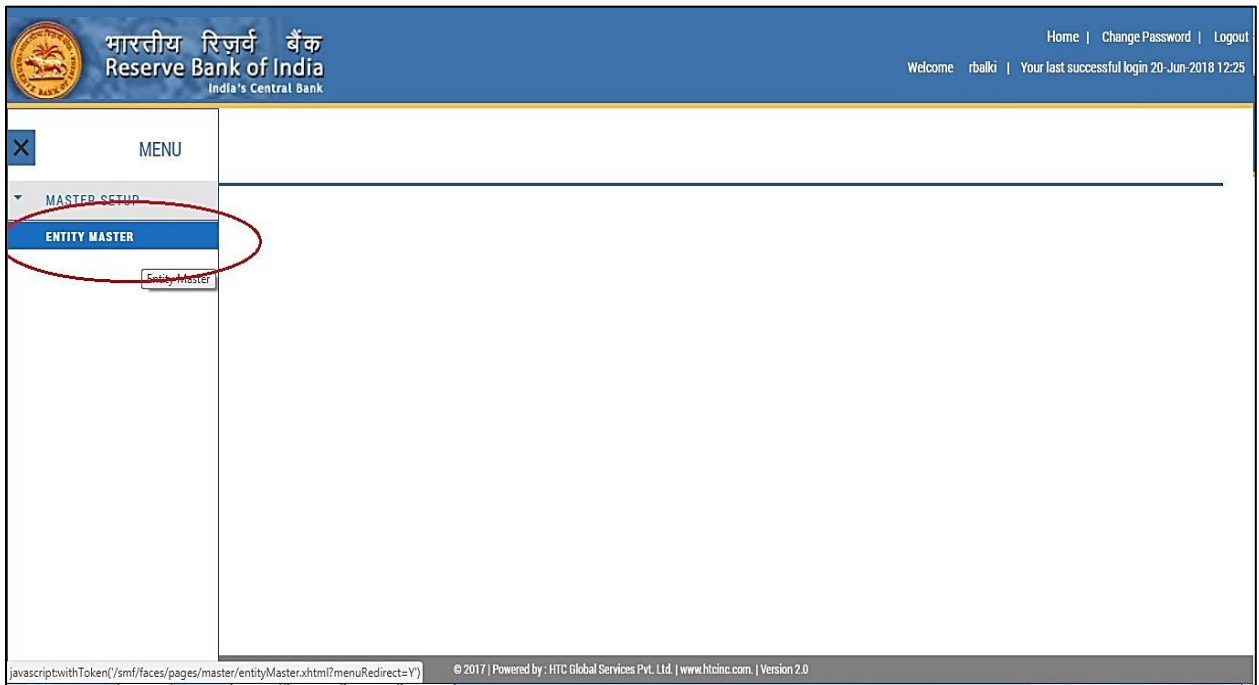 भारतीय रिज़र्व बैंक
Reserve Bank of India
India's Central Bank
Home | Change Password | Logout
Welcome rbalki | Your last successful login 20-Jun-2018 12:25
MENU
MASTER SETUP
ENTITY MASTER
Entity Master
javascript:withToken('/smf/faces/pages/master/entityMaster.xhtml?menuRedirect=Y')
© 2017 | Powered by : HTC Global Services Pvt. Ltd. | www.htcinc.com. | Version 2.0